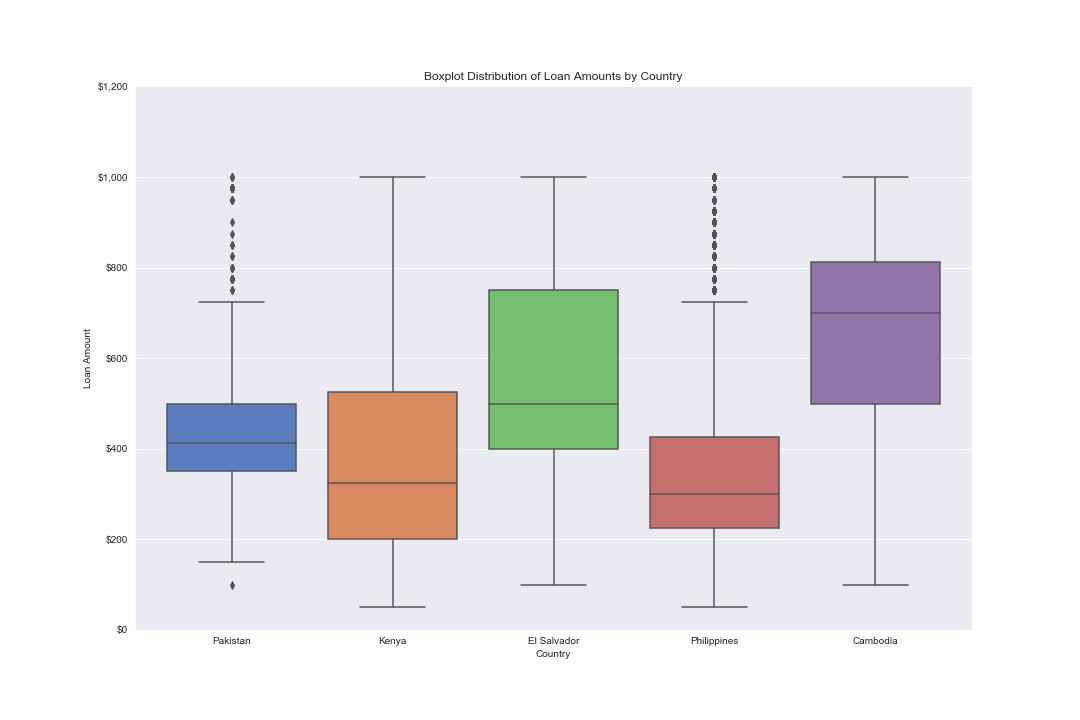 Boxplot Distribution of Loan Amounts by Country
$1,200
$1,000
$800
$600
$400
$200
$0
Loan Amount
Pakistan Kenya El Salvador Philippines Cambodia
Country